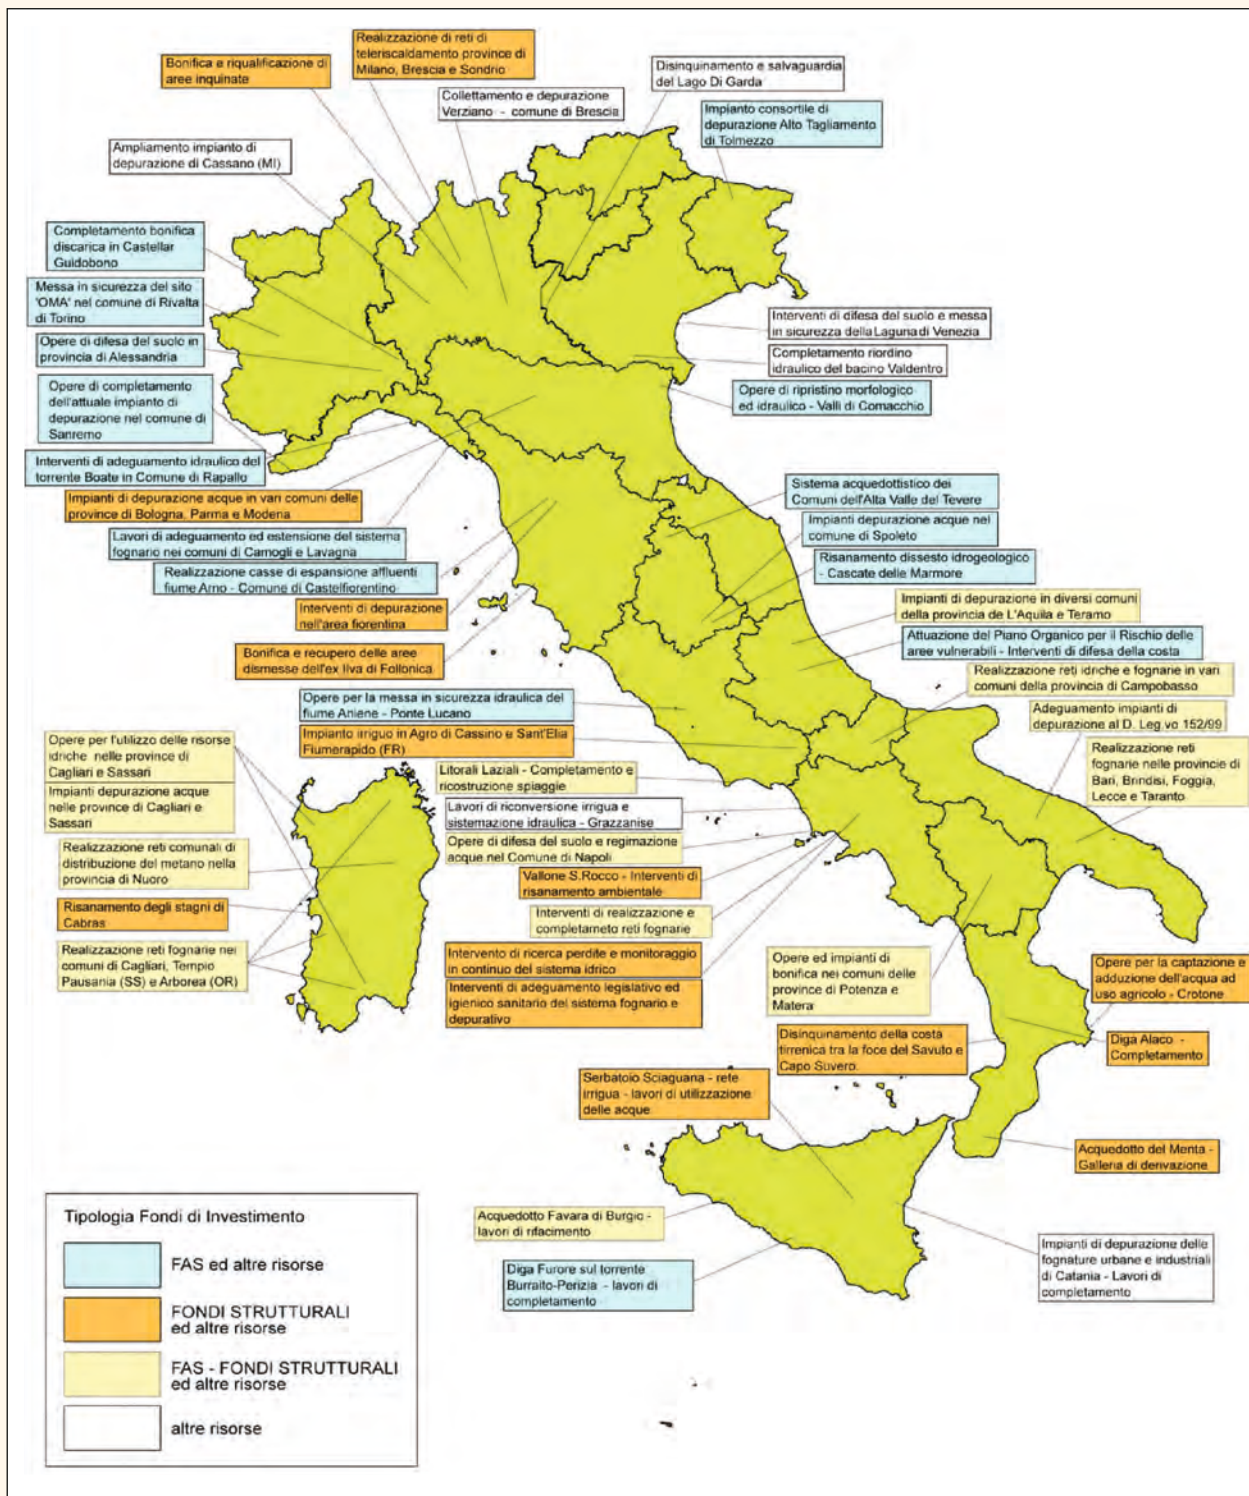 Realizzazione di reti di
teleriscaldamento province di
Milano, Brescia e Sondrio
Bonifica e riqualificazione di
aree inquinate
Disinquinamento e salvaguardia
del Lago Di Garda
Collettamento e depurazione
Verziano - comune di Brescia
Impianto consortile di
depurazione Alto Tagliamento
di Tolmezzo
Ampliamento impianto di
depurazione di Cassano (MI)
Completamento bonifica
discarica in Castellar
Guidobono
Messa in sicurezza del sito
'OMA' nel comune di Rivalta
di Torino
Opere di difesa del suolo in
provincia di Alessandria
Opere di completamento
dell'attuale impianto di
depurazione nel comune di
Sanremo
Interventi di adeguamento idraulico del
torrente Boate in Comune di Rapallo
Impianti di depurazione acque in vari comuni delle
province di Bologna, Parma e Modena
Lavori di adeguamento ed estensione del sistema
fognario nei comuni di Camogli e Lavagna
Realizzazione casse di espansione affluenti
fiume Arno - Comune di Castelfiorentino
Interventi di depurazione
nell'area fiorentina
Bonifica e recupero delle aree
dismesse dell'ex Ilva di Follonica
Interventi di difesa del suolo e messa
in sicurezza della Laguna di Venezia
Completamento riordino
idraulico del bacino Valdentro
Opere di ripristino morfologico
ed idraulico - Valli di Comacchio
Sistema acquedottistico dei
Comuni dell'Alta Valle del Tevere
Impianti depurazione acque nel
comune di Spoleto
Risanamento dissesto idrogeologico
- Cascate delle Marmore
Impianti di depurazione in diversi comuni
della provincia de L'Aquila e Teramo
Attuazione del Piano Organico per il Rischio delle
aree vulnerabili - Interventi di difesa della costa
Realizzazione reti idriche e fognarie in vari
comuni della provincia di Campobasso
Adeguamento impianti di
depurazione al D. Leg.vo 152/99
Realizzazione reti
fognarie nelle provincie di
Bari, Brindisi, Foggia,
Lecce e Taranto
Opere per la messa in sicurezza idraulica del
fiume Aniene - Ponte Lucano
Impianto irriguo in Agro di Cassino e Sant'Elia
Fiumerapido (FR)
Litorali Laziali - Completamento e
ricostruzione spiaggie
Lavori di riconversione irrigua e
sistemazione idraulica - Grazzanise
Opere di difesa del suolo e regimazione
acque nel Comune di Napoli
Vallone S.Rocco - Interventi di
risanamento ambientale
Interventi di realizzazione e
completameto reti fognarie
Intervento di ricerca perdite e monitoraggio
in continuo del sistema idrico
Interventi di adeguamento legislativo ed
igienico sanitario del sistema fognario e
depurativo
Opere per l'utilizzo delle risorse
idriche nelle province di
Cagliari e Sassari
Impianti depurazione acque
nelle province di Cagliari e
Sassari
Realizzazione reti comunali di
distribuzione del metano nella
provincia di Nuoro
Risanamento degli stagni di
Cabras
Realizzazione reti fognarie nei
comuni di Cagliari, Tempio
Pausania (SS) e Arborea (OR)
Opere ed impianti di
bonifica nei comuni delle
province di Potenza e
Matera
Opere per la captazione e
adduzione dell'acqua ad
uso agricolo - Crotone
Disinquinamento della costa
tirrenica tra la foce del Savuto e
Capo Suvero.
Diga Alaco -
Completamento
Serbatoio Sciaguana - rete
irrigua - lavori di utilizzazione
delle acque
Acquedotto del Menta -
Galleria di derivazione
Acquedotto Favara di Burgio -
lavori di rifacimento
Diga Furore sul torrente
Burraito-Perizia - lavori di
completamento
Impianti di depurazione delle
fognature urbane e industriali
di Catania - Lavori di
completamento
Tipologia Fondi di Investimento
FAS ed altre risorse
FONDI STRUTTURALI
ed altre risorse
FAS - FONDI STRUTTURALI
ed altre risorse
altre risorse